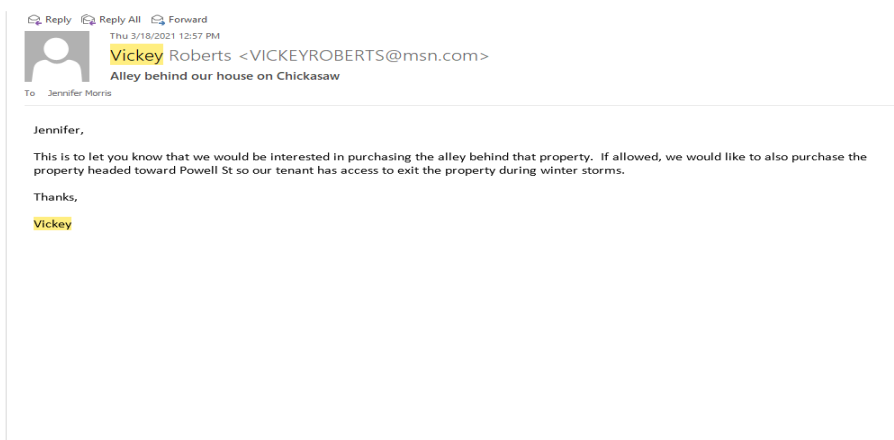 Reply Reply All Forward
Thu 3/18/2021 12:57 PM
Vickey Roberts <VICKEYROBERTS@msn.com>
Alley behind our house on Chickasaw
To Jennifer Morris
Jennifer,
This is to let you know that we would be interested in purchasing the alley behind that property.  If allowed, we would like to also purchase the
property headed toward Powell St so our tenant has access to exit the property during winter storms.
Thanks,
Vickey